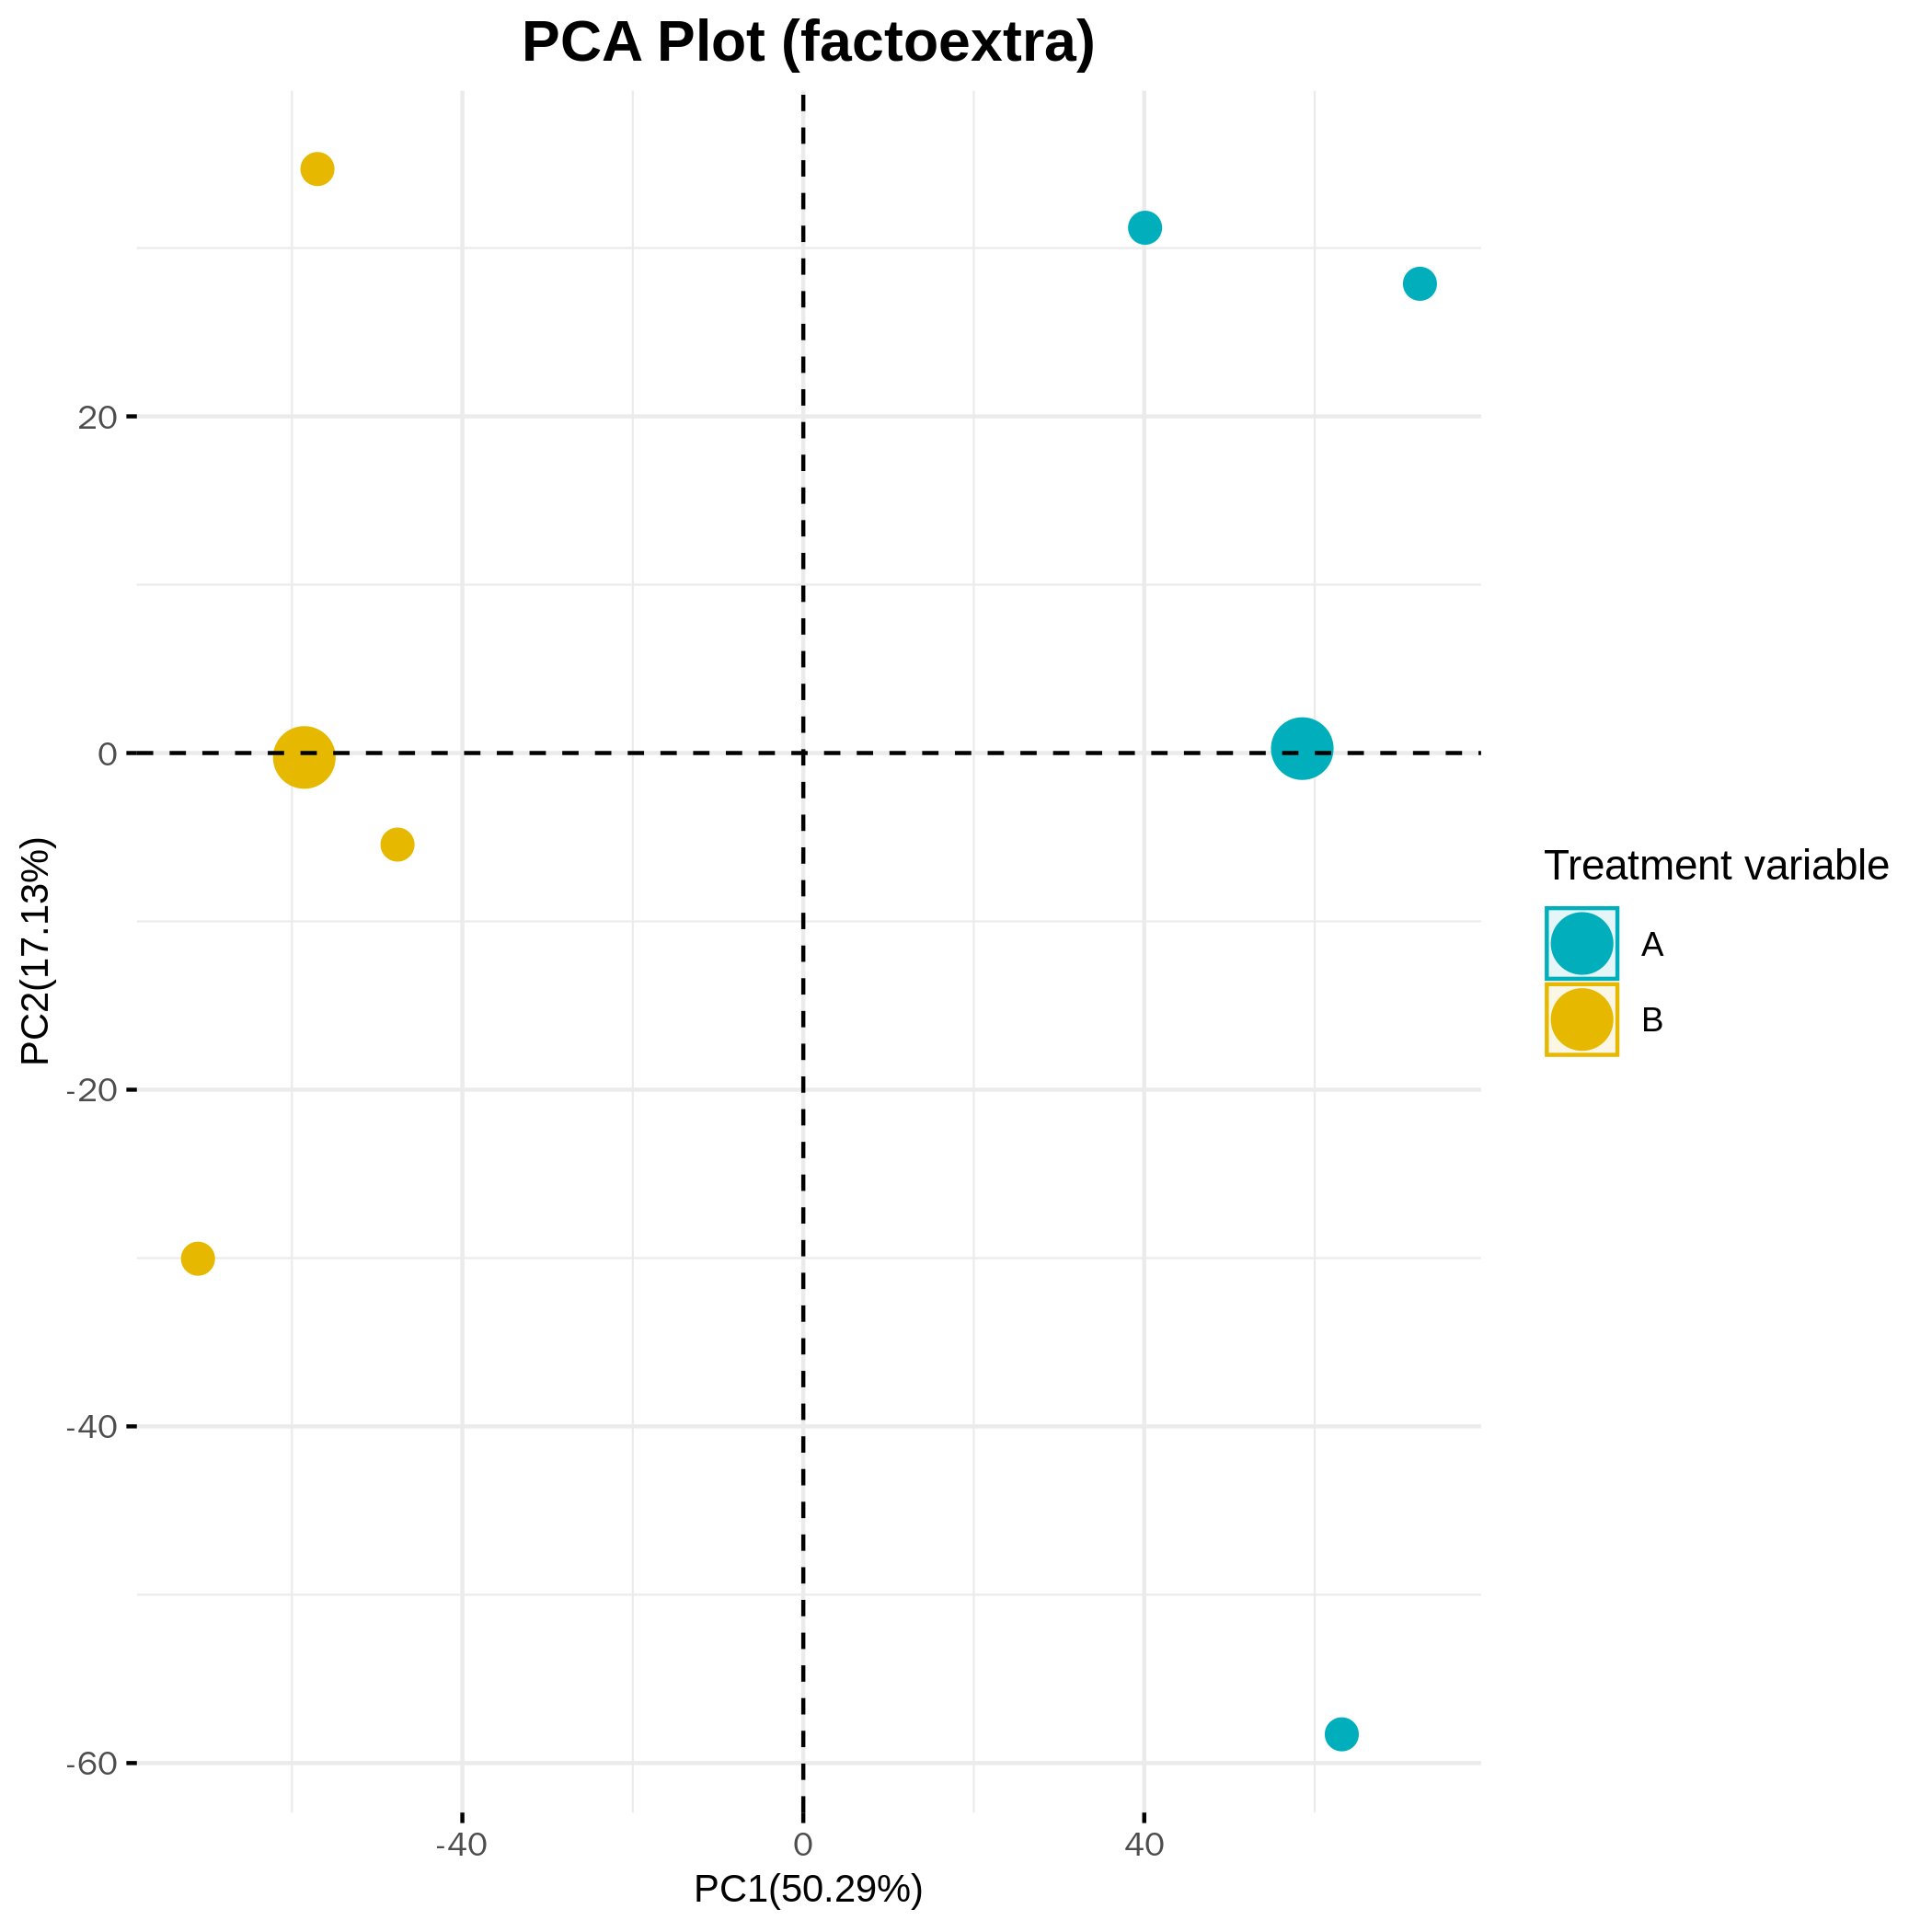 PCA Plot (factoextra)
20
0
-20
-40
-60
PC2(17.13%)
-40
0
40
PC1(50.29%)
Treatment variable
A
B